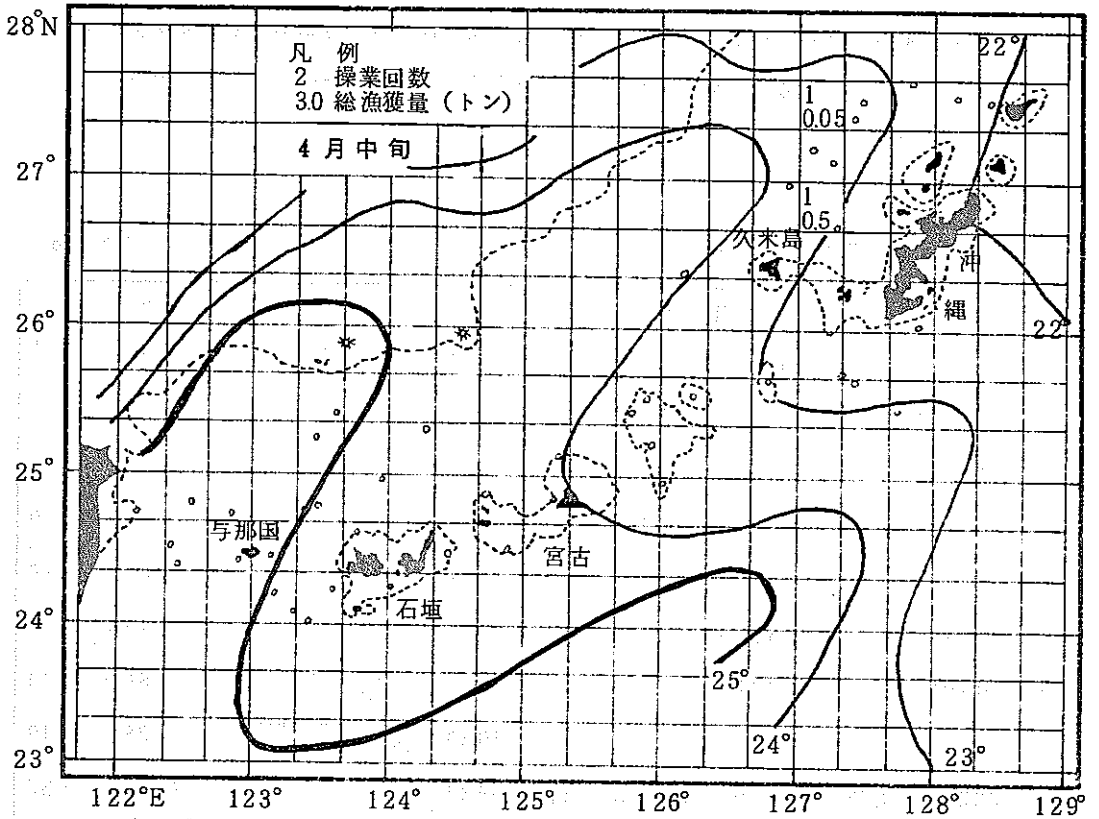 28°N
凡 例
2 操業回数
3.0 総漁獲量 (トン)
4 月 中 旬
22°
1
0.05
27°
1
0.5
久米島
沖
縄
26°
22°
25°
与那国
宮古
石垣
24°
25°
24°
23°
23°
122°E
123°
124°
125°
126°
127°
128°
129°